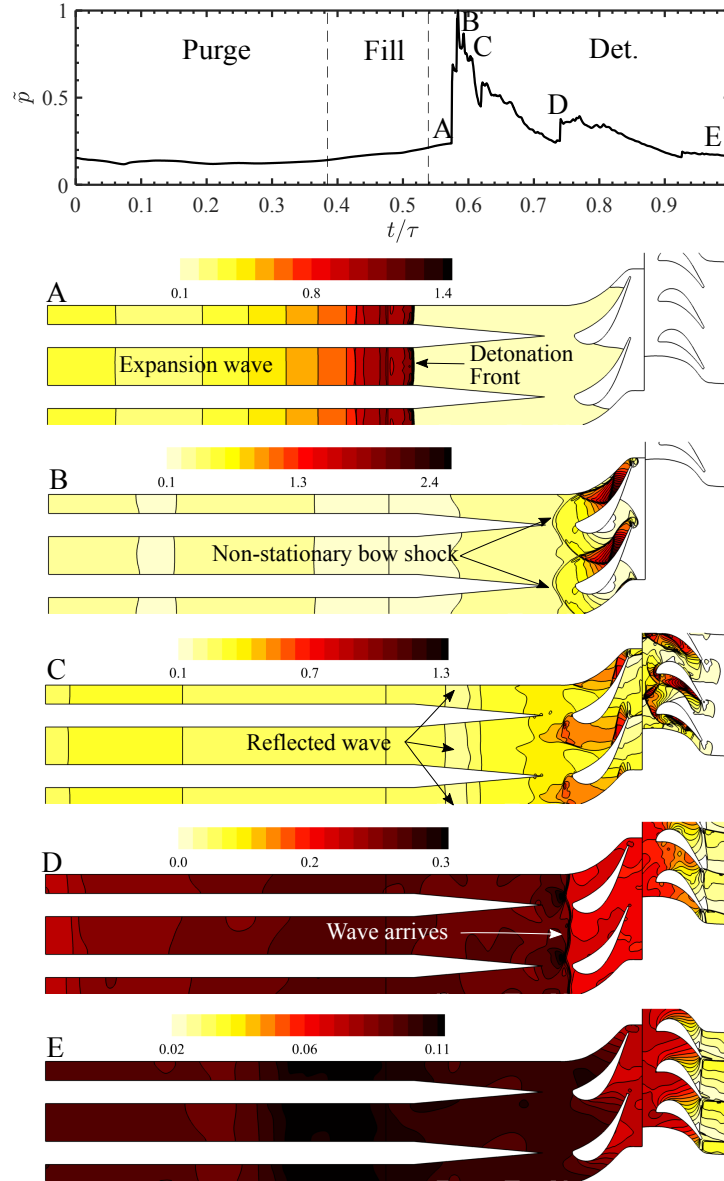 1
0.5
0
p̃
Purge
Fill
Det.
A
B
C
D
E
0 0.1 0.2 0.3 0.4 0.5 0.6 0.7 0.8 0.9
t/τ
A
0.1 0.8 1.4
Expansion wave
Detonation
Front
B
0.1 1.3 2.4
Non-stationary bow shock
C
0.1 0.7 1.3
Reflected wave
D
0.0 0.2 0.3
Wave arrives
E
0.02 0.06 0.11